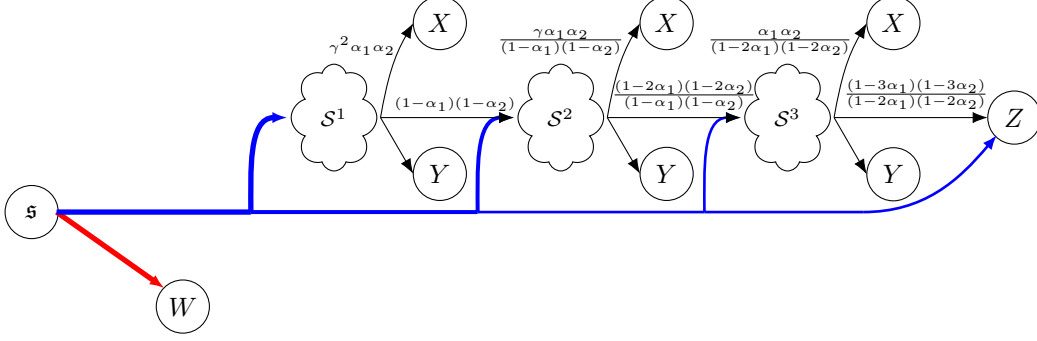 X X X
γ²α₁α₂ γα₁α₂/((1−α₁)(1−α₂)) α₁α₂/((1−2α₁)(1−2α₂))
(1−α₁)(1−α₂) (1−2α₁)(1−2α₂)/((1−α₁)(1−α₂)) (1−3α₁)(1−3α₂)/((1−2α₁)(1−2α₂))
𝒮¹ 𝒮² 𝒮³ Z
Y Y Y
𝔰
W